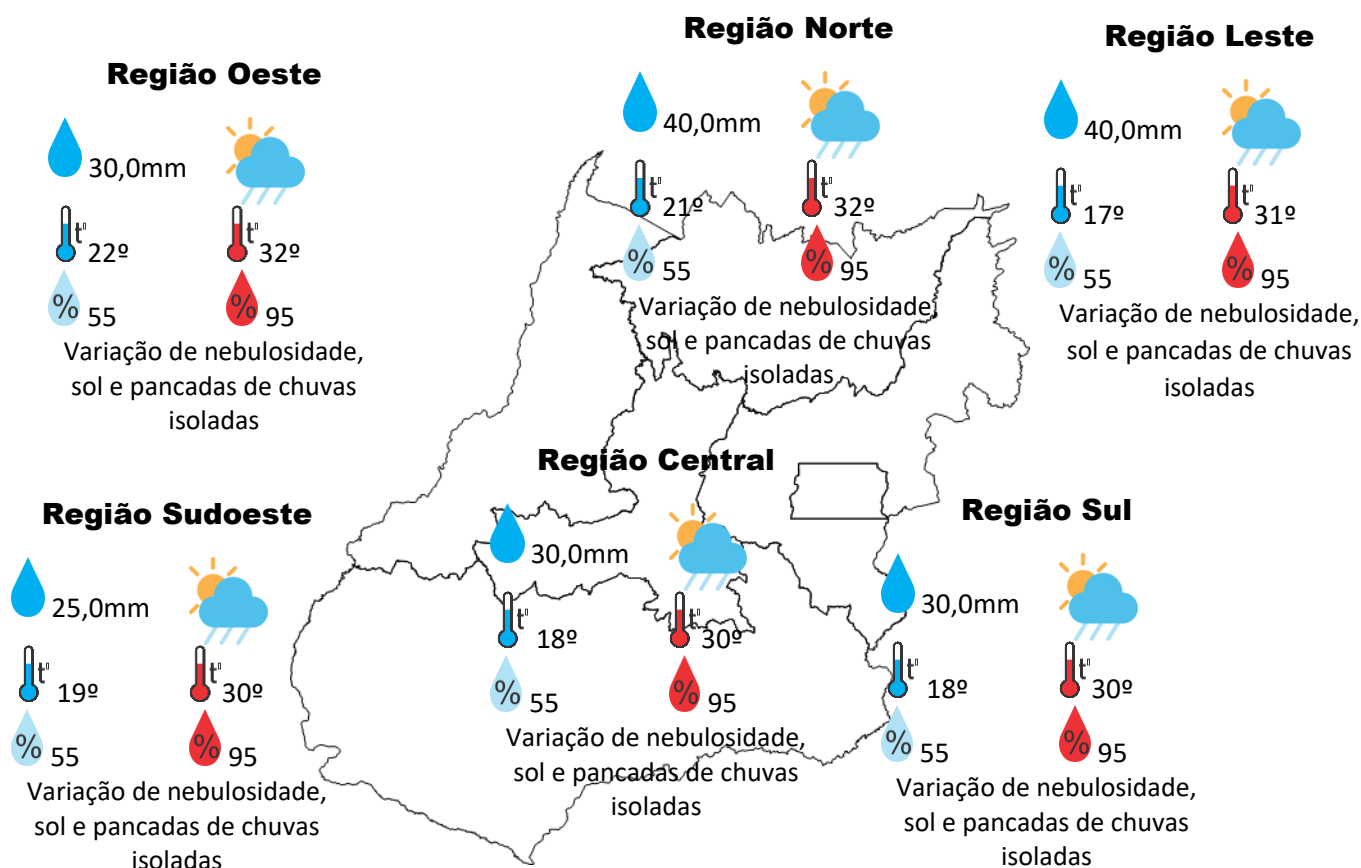 Região Norte
Região Leste
Região Oeste
40,0mm
40,0mm
30,0mm
t°
21º
t°
32º
t°
17º
t°
31º
t°
22º
t°
32º
% 55
% 95
% 55
% 95
% 55
% 95
Variação de nebulosidade,
sol e pancadas de chuvas
isoladas
Variação de nebulosidade,
sol e pancadas de chuvas
isoladas
Variação de nebulosidade,
sol e pancadas de chuvas
isoladas
Região Central
Região Sudoeste
Região Sul
30,0mm
25,0mm
30,0mm
t°
18º
t°
30º
t°
19º
t°
30º
t°
18º
t°
30º
% 55
% 95
% 55
% 95
% 55
% 95
Variação de nebulosidade,
sol e pancadas de chuvas
isoladas
Variação de nebulosidade,
sol e pancadas de chuvas
isoladas
Variação de nebulosidade,
sol e pancadas de chuvas
isoladas